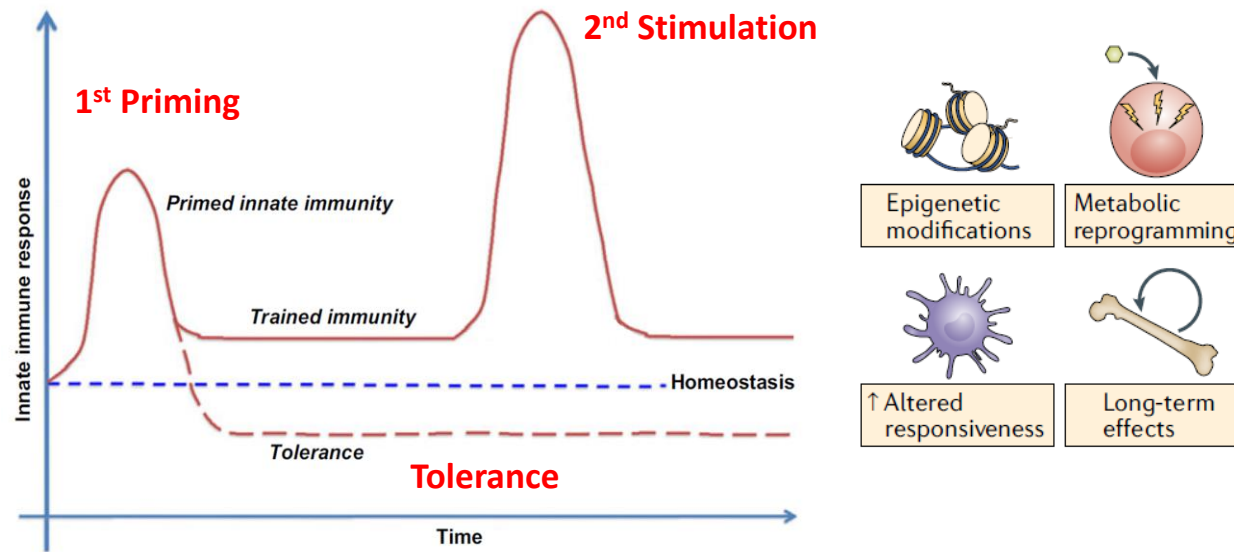 2nd Stimulation
1st Priming
Primed innate immunity
Trained immunity
Homeostasis
Tolerance
Tolerance
Innate immune response
Time
Epigenetic
modifications
Metabolic
reprogramming
↑ Altered
responsiveness
Long-term
effects